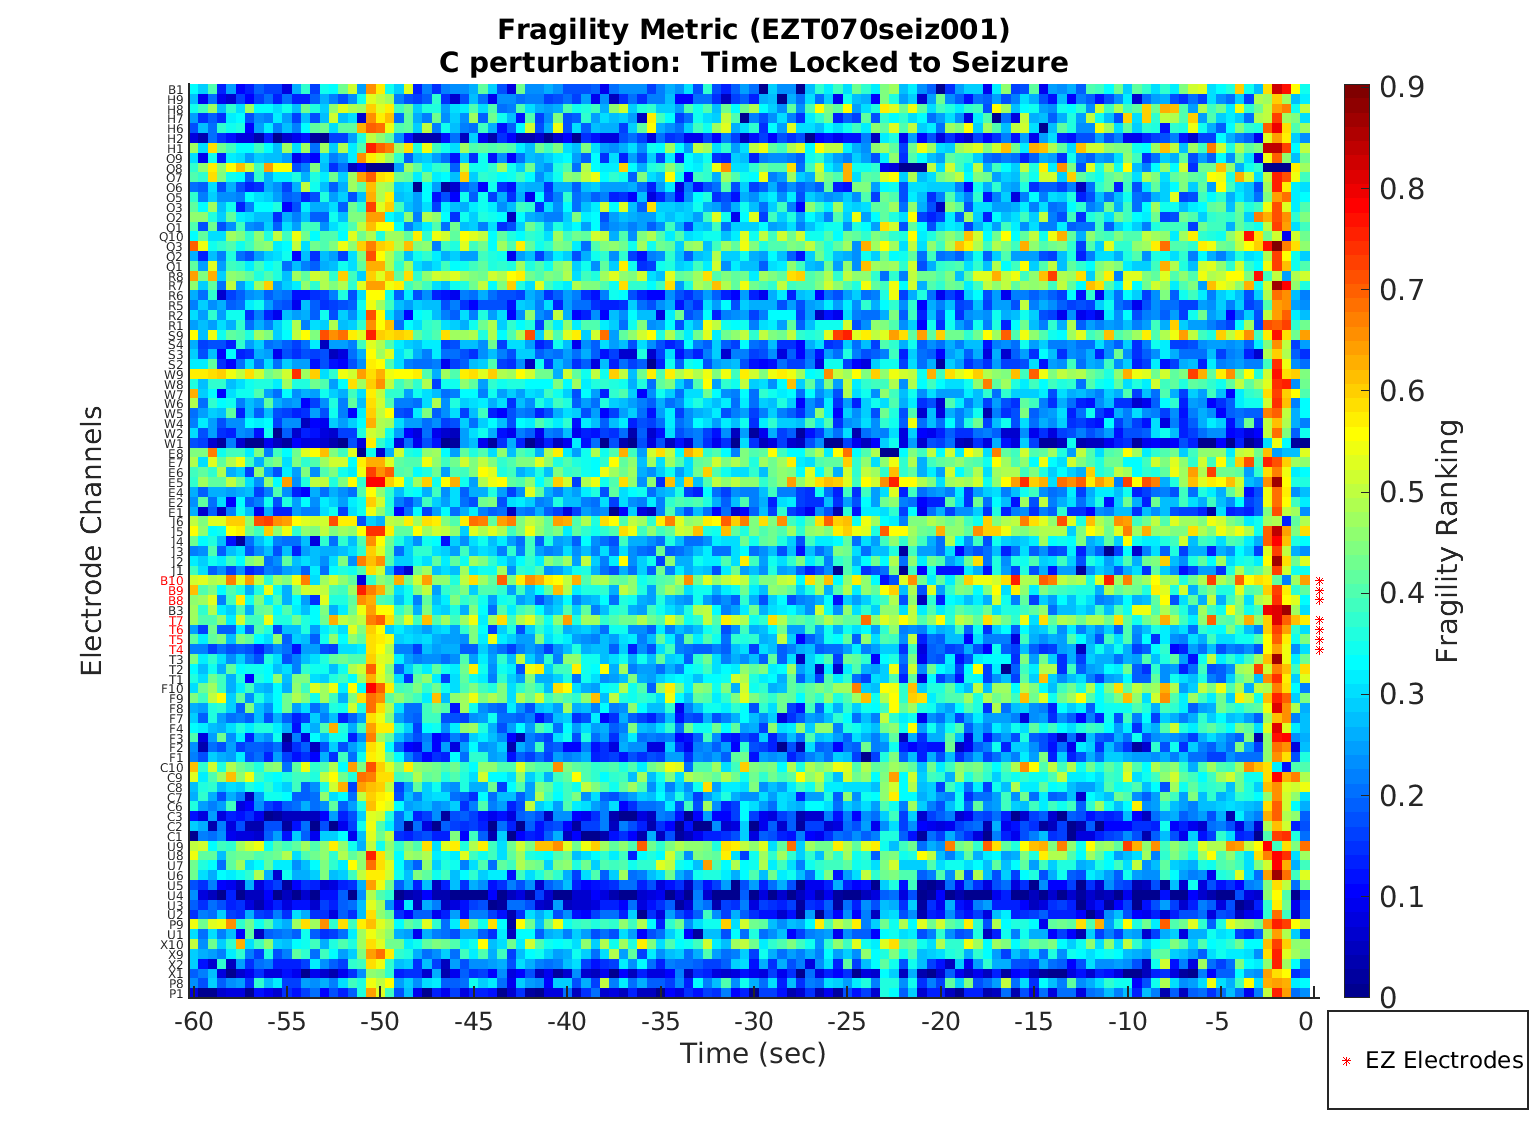 Fragility Metric (EZT070seiz001)
C perturbation:  Time Locked to Seizure
Electrode Channels
B1
H9
H8
H7
H6
H2
H1
O9
O8
O7
O6
O5
O3
O2
O1
Q10
Q3
Q2
Q1
R8
R7
R6
R5
R2
R1
S9
S4
S3
S2
W9
W8
W7
W6
W5
W4
W2
W1
E8
E7
E6
E5
E4
E2
E1
I6
I5
I4
I3
I2
I1
B10
B9
B8
B3
T7
T6
T5
T4
T3
T2
T1
F10
F9
F8
F7
F4
F3
F2
F1
C10
C9
C8
C7
C6
C3
C2
C1
U9
U8
U7
U6
U5
U4
U3
U2
P9
U1
X10
X9
X2
X1
P8
P1
-60 -55 -50 -45 -40 -35 -30 -25 -20 -15 -10 -5 0
Time (sec)
0.9
0.8
0.7
0.6
0.5
0.4
0.3
0.2
0.1
0
Fragility Ranking
EZ Electrodes